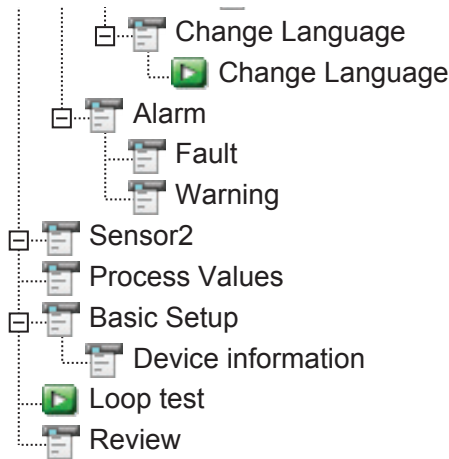 Change Language
Change Language
Alarm
Fault
Warning
Sensor2
Process Values
Basic Setup
Device information
Loop test
Review